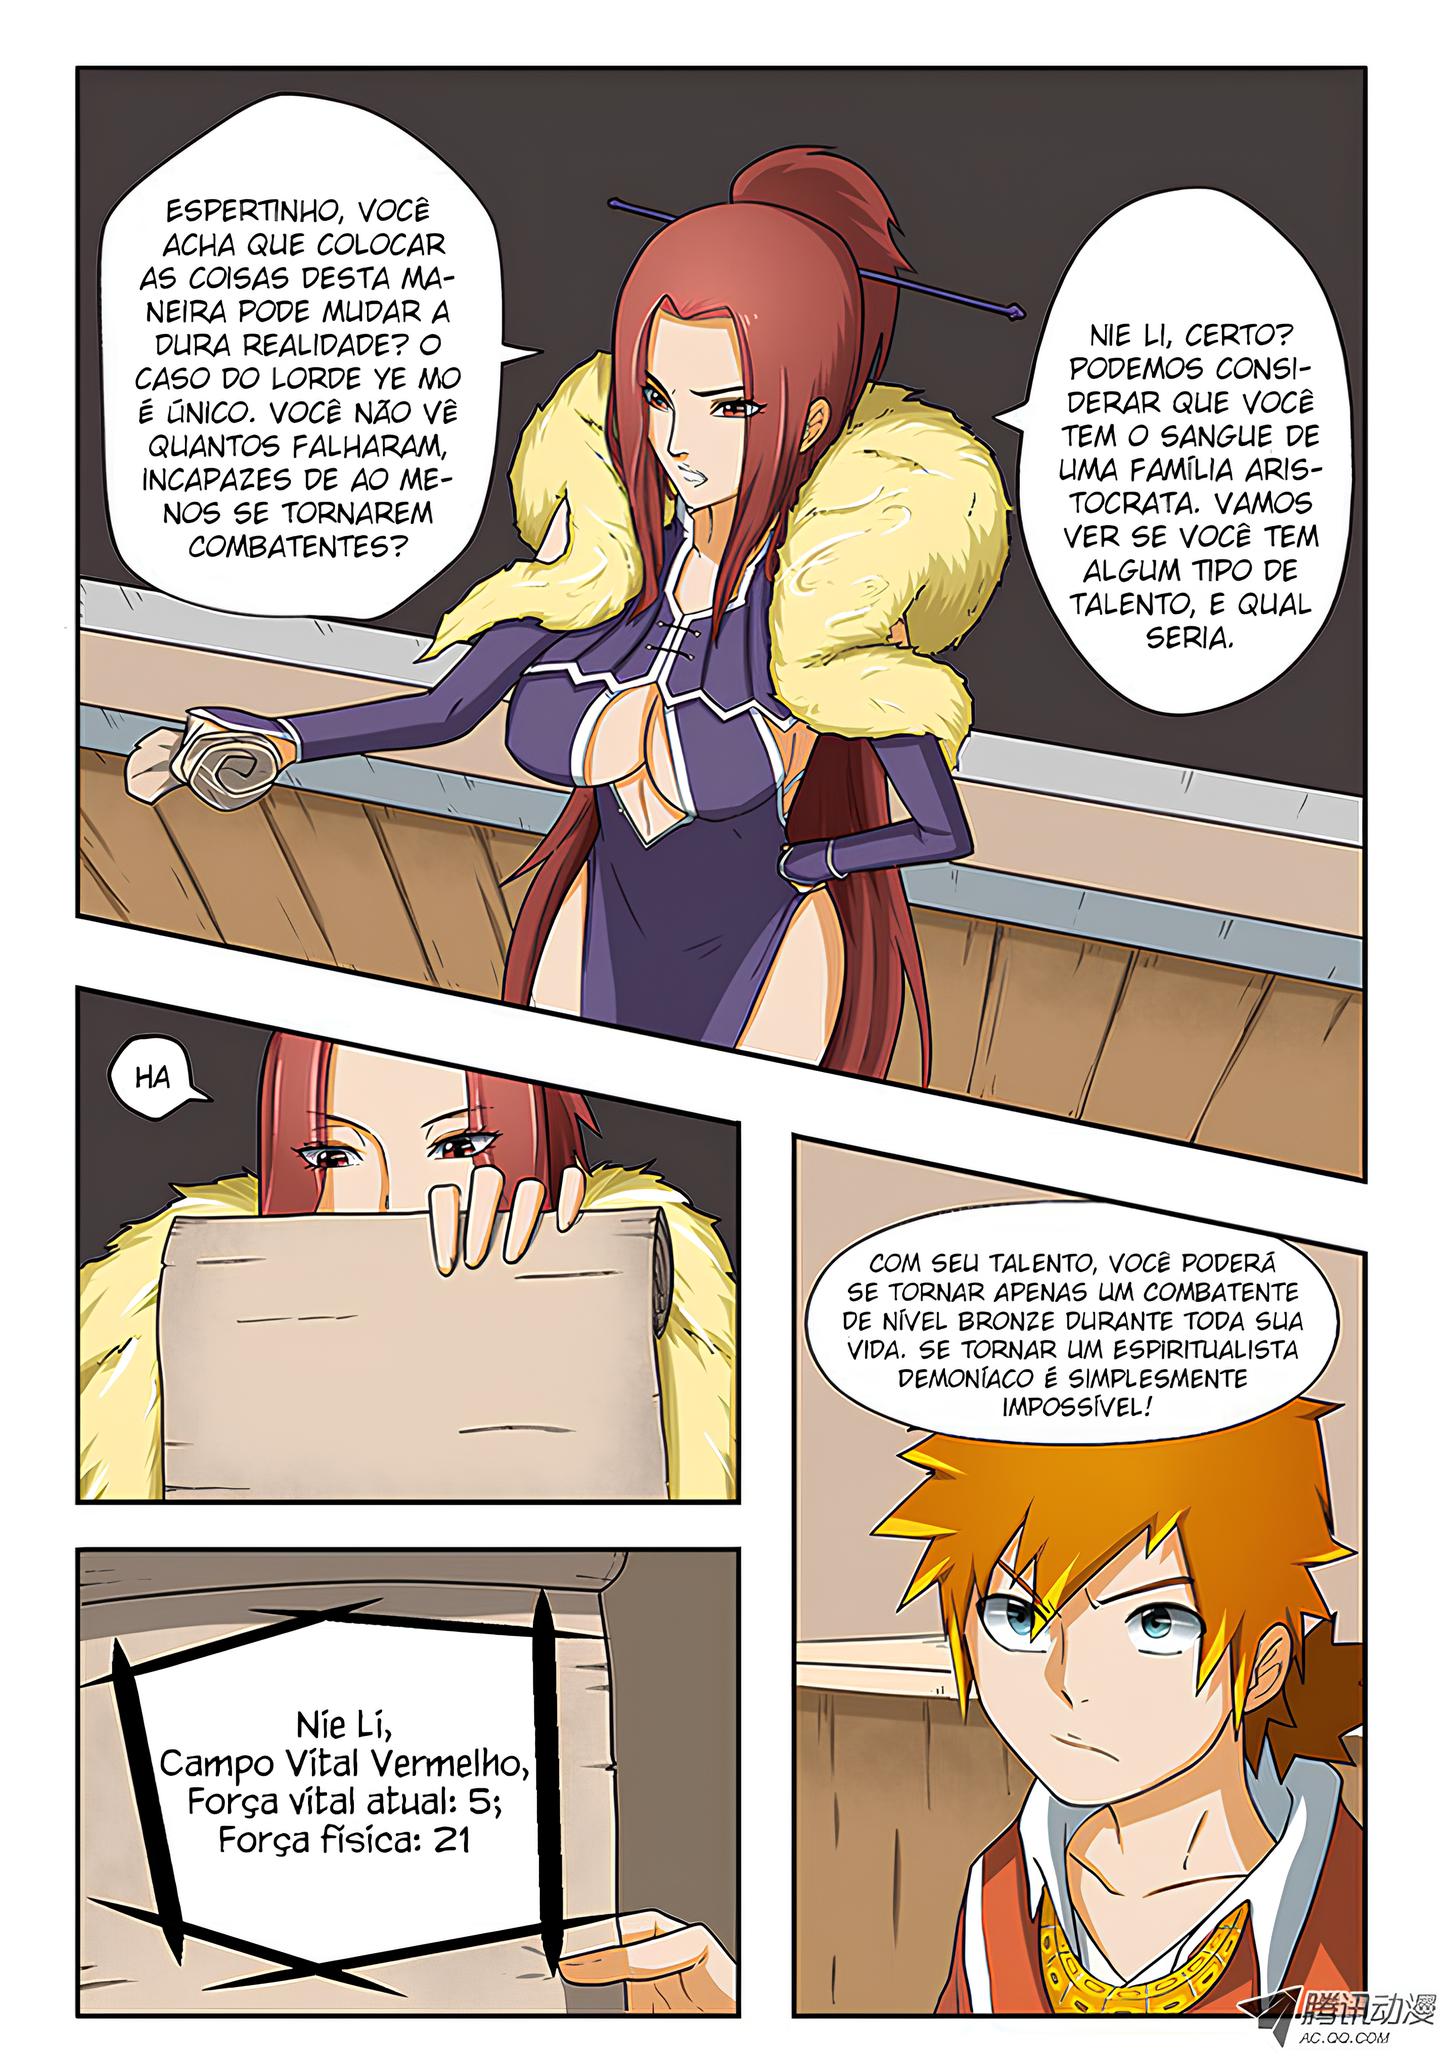 ESPERTINHO, VOCÊ
ACHA QUE COLOCAR
AS COISAS DESTA MA-
NEIRA PODE MUDAR A
DURA REALIDADE? O
CASO DO LORDE YE MO
É ÚNICO. VOCÊ NÃO VÊ
QUANTOS FALHARAM,
INCAPAZES DE AO ME-
NOS SE TORNAREM
COMBATENTES?
NIE LI, CERTO?
PODEMOS CONSI-
DERAR QUE VOCÊ
TEM O SANGUE DE
UMA FAMÍLIA ARIS-
TOCRATA. VAMOS
VER SE VOCÊ TEM
ALGUM TIPO DE
TALENTO, E QUAL
SERIA.
HA
COM SEU TALENTO, VOCÊ PODERÁ
SE TORNAR APENAS UM COMBATENTE
DE NÍVEL BRONZE DURANTE TODA SUA
VIDA. SE TORNAR UM ESPIRITUALISTA
DEMONÍACO É SIMPLESMENTE
IMPOSSÍVEL!
Nie Li,
Campo Vital Vermelho,
Força vital atual: 5;
Força física: 21
腾讯动漫
AC.QQ.COM